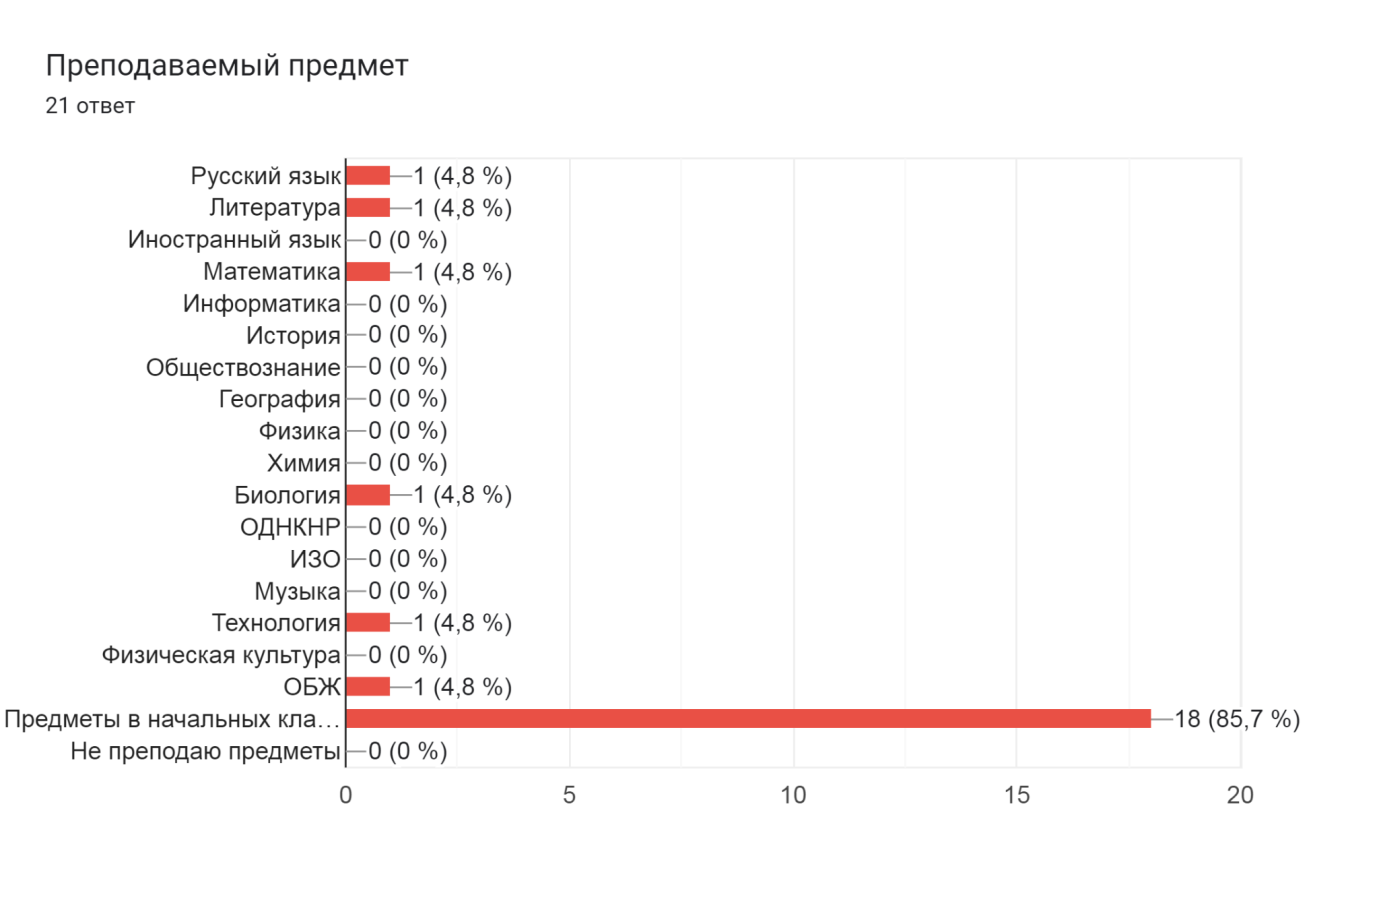 Преподаваемый предмет
21 ответ
Русский язык 1 (4,8 %)
Литература 1 (4,8 %)
Иностранный язык 0 (0 %)
Математика 1 (4,8 %)
Информатика 0 (0 %)
История 0 (0 %)
Обществознание 0 (0 %)
География 0 (0 %)
Физика 0 (0 %)
Химия 0 (0 %)
Биология 1 (4,8 %)
ОДНКНР 0 (0 %)
ИЗО 0 (0 %)
Музыка 0 (0 %)
Технология 1 (4,8 %)
Физическая культура 0 (0 %)
ОБЖ 1 (4,8 %)
Предметы в начальных кла… 18 (85,7 %)
Не преподаю предметы 0 (0 %)
0 5 10 15 20